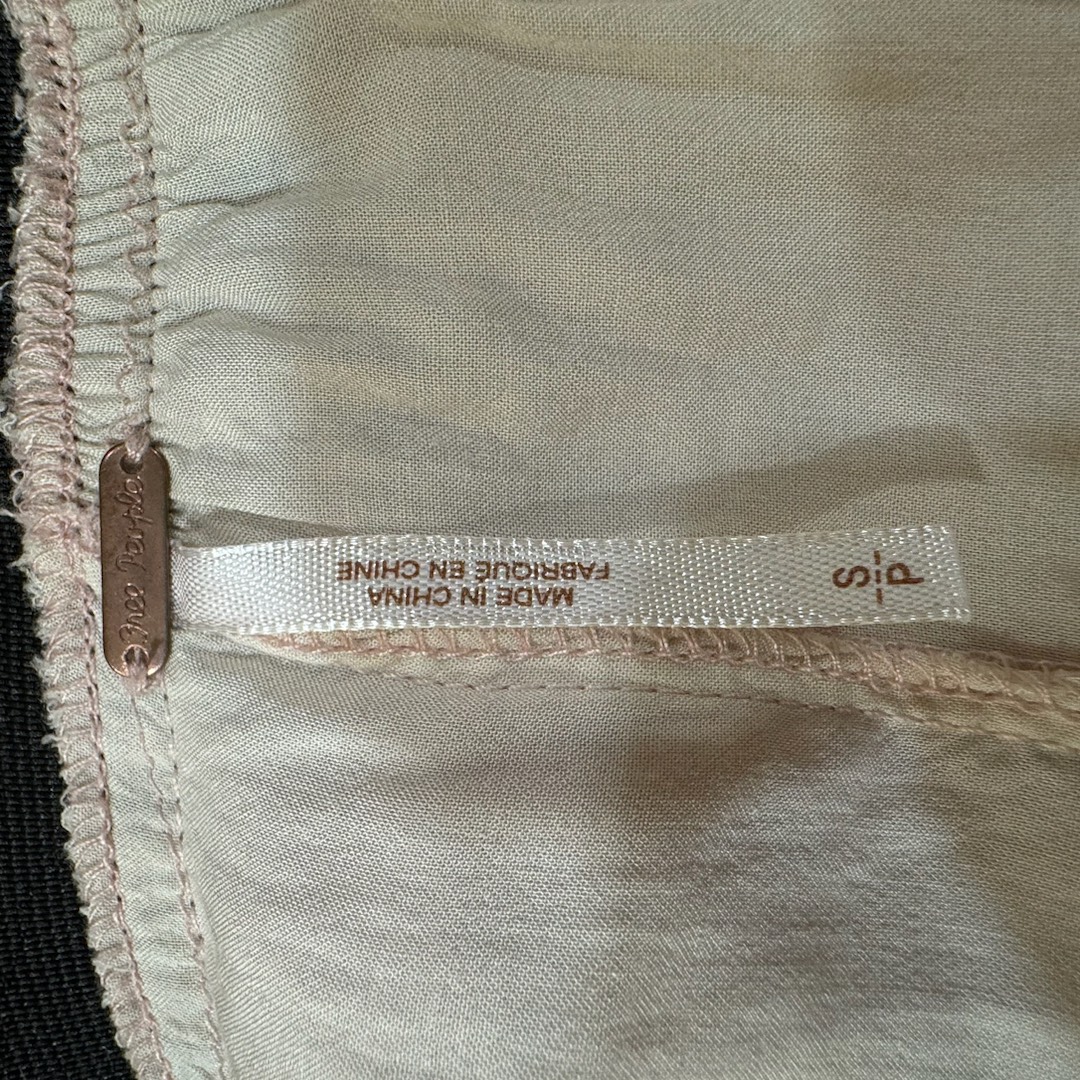 Free People
MADE IN CHINA
FABRIQUÉ EN CHINE
S
P